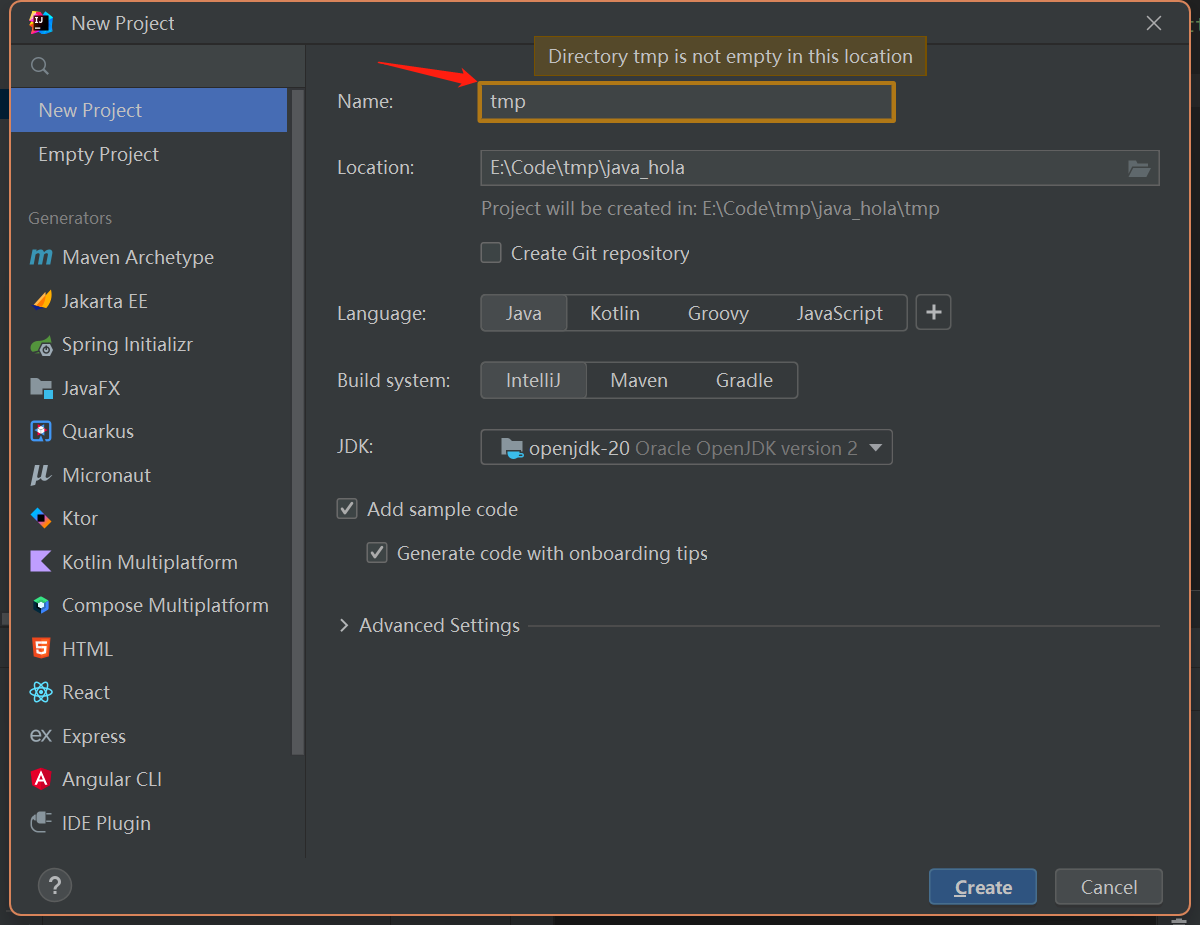 New Project
Directory tmp is not empty in this location
New Project
Empty Project
Generators
Maven Archetype
Jakarta EE
Spring Initializr
JavaFX
Quarkus
Micronaut
Ktor
Kotlin Multiplatform
Compose Multiplatform
HTML
React
Express
Angular CLI
IDE Plugin
Name: tmp
Location: E:\Code\tmp\java_hola
Project will be created in: E:\Code\tmp\java_hola\tmp
Create Git repository
Language: Java Kotlin Groovy JavaScript +
Build system: IntelliJ Maven Gradle
JDK: openjdk-20 Oracle OpenJDK version 2
Add sample code
Generate code with onboarding tips
Advanced Settings
? Create Cancel